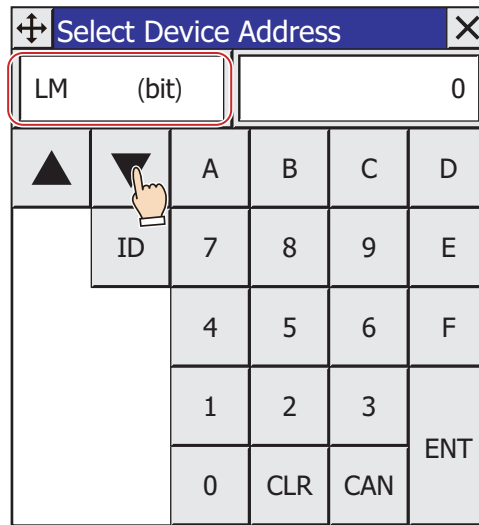 Select Device Address
LM (bit) 0
A B C D
ID 7 8 9 E
4 5 6 F
1 2 3
ENT
0 CLR CAN